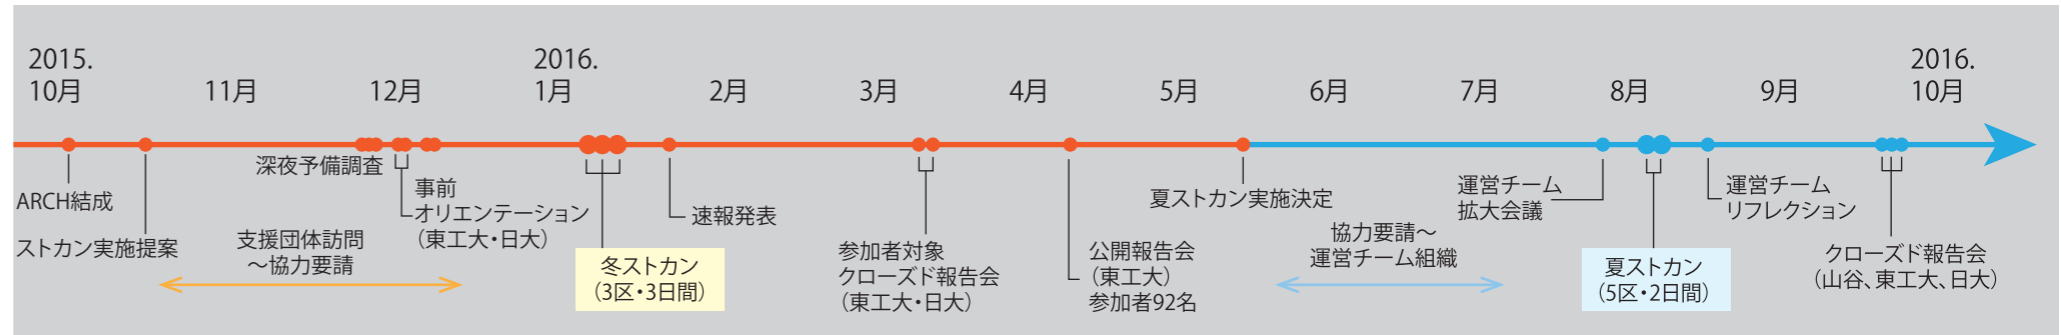 2015.
10月
11月
12月
2016.
1月
2月
3月
4月
5月
6月
7月
8月
9月
2016.
10月
ARCH結成
ストカン実施提案
深夜予備調査
支援団体訪問
～協力要請
事前
オリエンテーション
（東工大・日大）
冬ストカン
（3区・3日間）
速報発表
参加者対象
クローズド報告会
（東工大・日大）
公開報告会
（東工大）
参加者92名
夏ストカン実施決定
協力要請～
運営チーム組織
運営チーム
拡大会議
夏ストカン
（5区・2日間）
運営チーム
リフレクション
クローズド報告会
（山谷、東工大、日大）